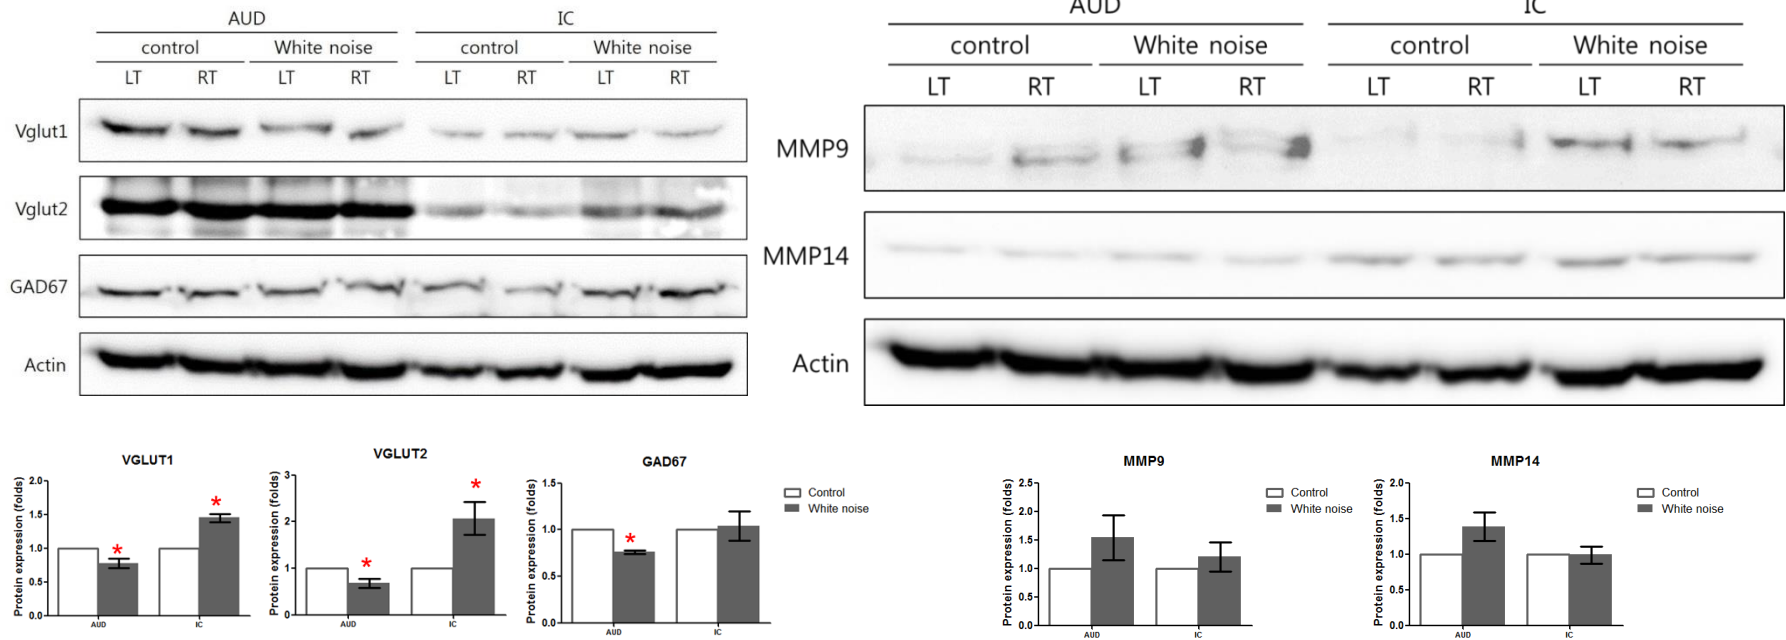 AUD IC
control White noise control White noise
LT RT LT RT LT RT LT RT
Vglut1
Vglut2
GAD67
Actin
AUD IC
control White noise control White noise
LT RT LT RT LT RT LT RT
MMP9
MMP14
Actin
VGLUT1
Protein expression (folds)
2.0
1.5
1.0
0.5
0.0
* *
AUD IC
VGLUT2
Protein expression (folds)
3
2
1
0
* *
AUD IC
GAD67
Protein expression (folds)
1.5
1.0
0.5
0.0
*
AUD IC
Control
White noise
MMP9
Protein expression (folds)
2.5
2.0
1.5
1.0
0.5
0.0
AUD IC
Control
White noise
MMP14
Protein expression (folds)
2.0
1.5
1.0
0.5
0.0
AUD IC
Control
White noise